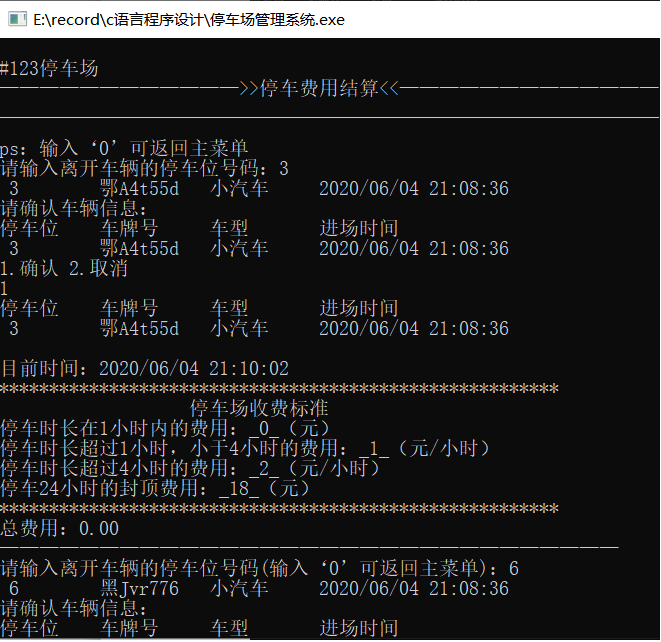 E:\record\c语言程序设计\停车场管理系统.exe
#123停车场
————————————>>停车费用结算<<—————————————
—————————————————————————————————
ps：输入‘0’可返回主菜单
请输入离开车辆的停车位号码：3
3 鄂A4t55d 小汽车 2020/06/04 21:08:36
请确认车辆信息：
停车位 车牌号 车型 进场时间
3 鄂A4t55d 小汽车 2020/06/04 21:08:36
1.确认 2.取消
1
停车位 车牌号 车型 进场时间
3 鄂A4t55d 小汽车 2020/06/04 21:08:36
目前时间：2020/06/04 21:10:02
********************************************************
停车场收费标准
停车时长在1小时内的费用：_0_（元）
停车时长超过1小时，小于4小时的费用：_1_（元/小时）
停车时长超过4小时的费用：_2_（元/小时）
停车24小时的封顶费用：_18_（元）
********************************************************
总费用：0.00
———————————————————————————————
请输入离开车辆的停车位号码(输入‘0’可返回主菜单)：6
6 黑Jvr776 小汽车 2020/06/04 21:08:36
请确认车辆信息：
停车位 车牌号 车型 进场时间